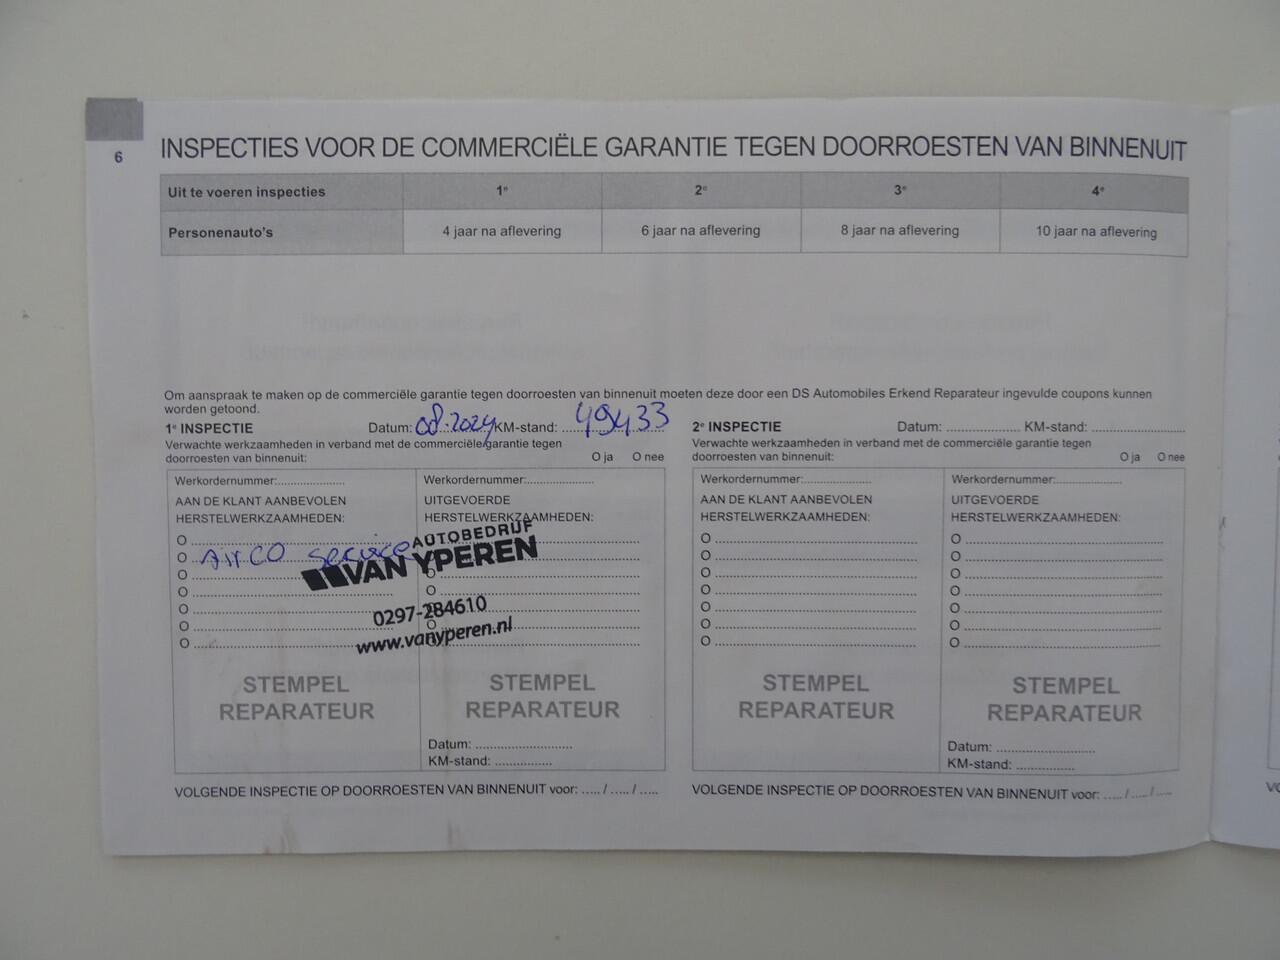 6
INSPECTIES VOOR DE COMMERCIËLE GARANTIE TEGEN DOORROESTEN VAN BINNENUIT
Uit te voeren inspecties 1e 2e 3e 4e
Personenauto's 4 jaar na aflevering 6 jaar na aflevering 8 jaar na aflevering 10 jaar na aflevering
Om aanspraak te maken op de commerciële garantie tegen doorroesten van binnenuit moeten deze door een DS Automobiles Erkend Reparateur ingevulde coupons kunnen
worden getoond.
1e INSPECTIE Datum: 08-2024 KM-stand: 49433
Verwachte werkzaamheden in verband met de commerciële garantie tegen
doorroesten van binnenuit: O ja O nee
Werkordernummer:
AAN DE KLANT AANBEVOLEN
HERSTELWERKZAAMHEDEN:
O
O AIRCO service
O
O
O
O
O
STEMPEL
REPARATEUR
Werkordernummer:
UITGEVOERDE
HERSTELWERKZAAMHEDEN:
AUTOBEDRIJF
VAN YPEREN
0297-284610
www.vanyperen.nl
STEMPEL
REPARATEUR
Datum:
KM-stand:
VOLGENDE INSPECTIE OP DOORROESTEN VAN BINNENUIT voor: ..... / ..... / .....
2e INSPECTIE Datum: KM-stand:
Verwachte werkzaamheden in verband met de commerciële garantie tegen
doorroesten van binnenuit: O ja O nee
Werkordernummer:
AAN DE KLANT AANBEVOLEN
HERSTELWERKZAAMHEDEN:
O
O
O
O
O
O
O
STEMPEL
REPARATEUR
Werkordernummer:
UITGEVOERDE
HERSTELWERKZAAMHEDEN:
O
O
O
O
O
O
O
STEMPEL
REPARATEUR
Datum:
KM-stand:
VOLGENDE INSPECTIE OP DOORROESTEN VAN BINNENUIT voor: ..... / ..... / .....